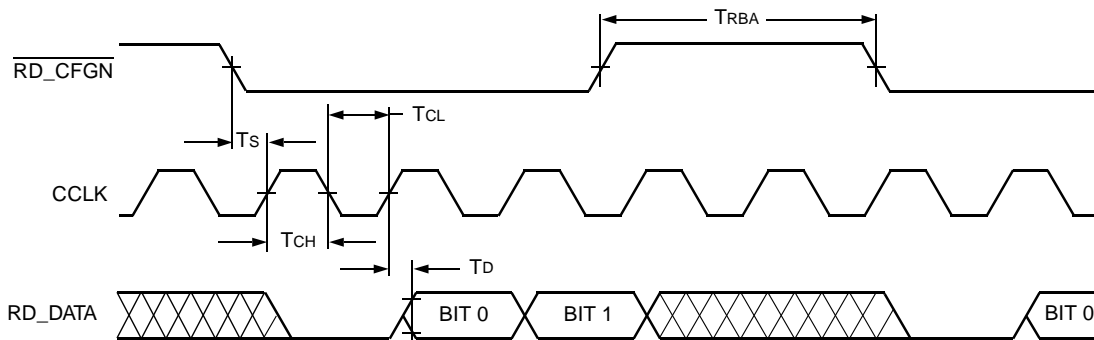 TRBA
RD_CFGN
TCL
TS
CCLK
TCH
TD
RD_DATA
BIT 0
BIT 1
BIT 0